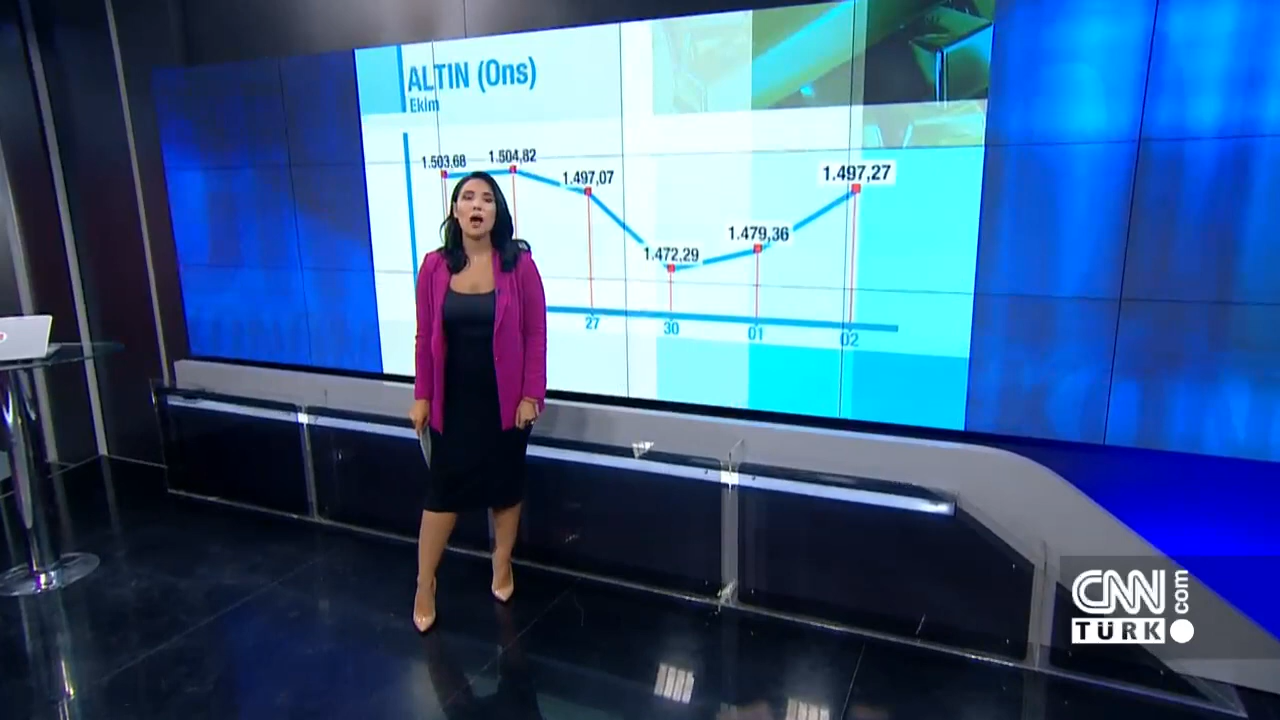 ALTIN (Ons)
Ekim
1.503,68
1.504,82
1.497,07
1.472,29
1.479,36
1.497,27
27
30
01
02
CNN
TÜRK
.com